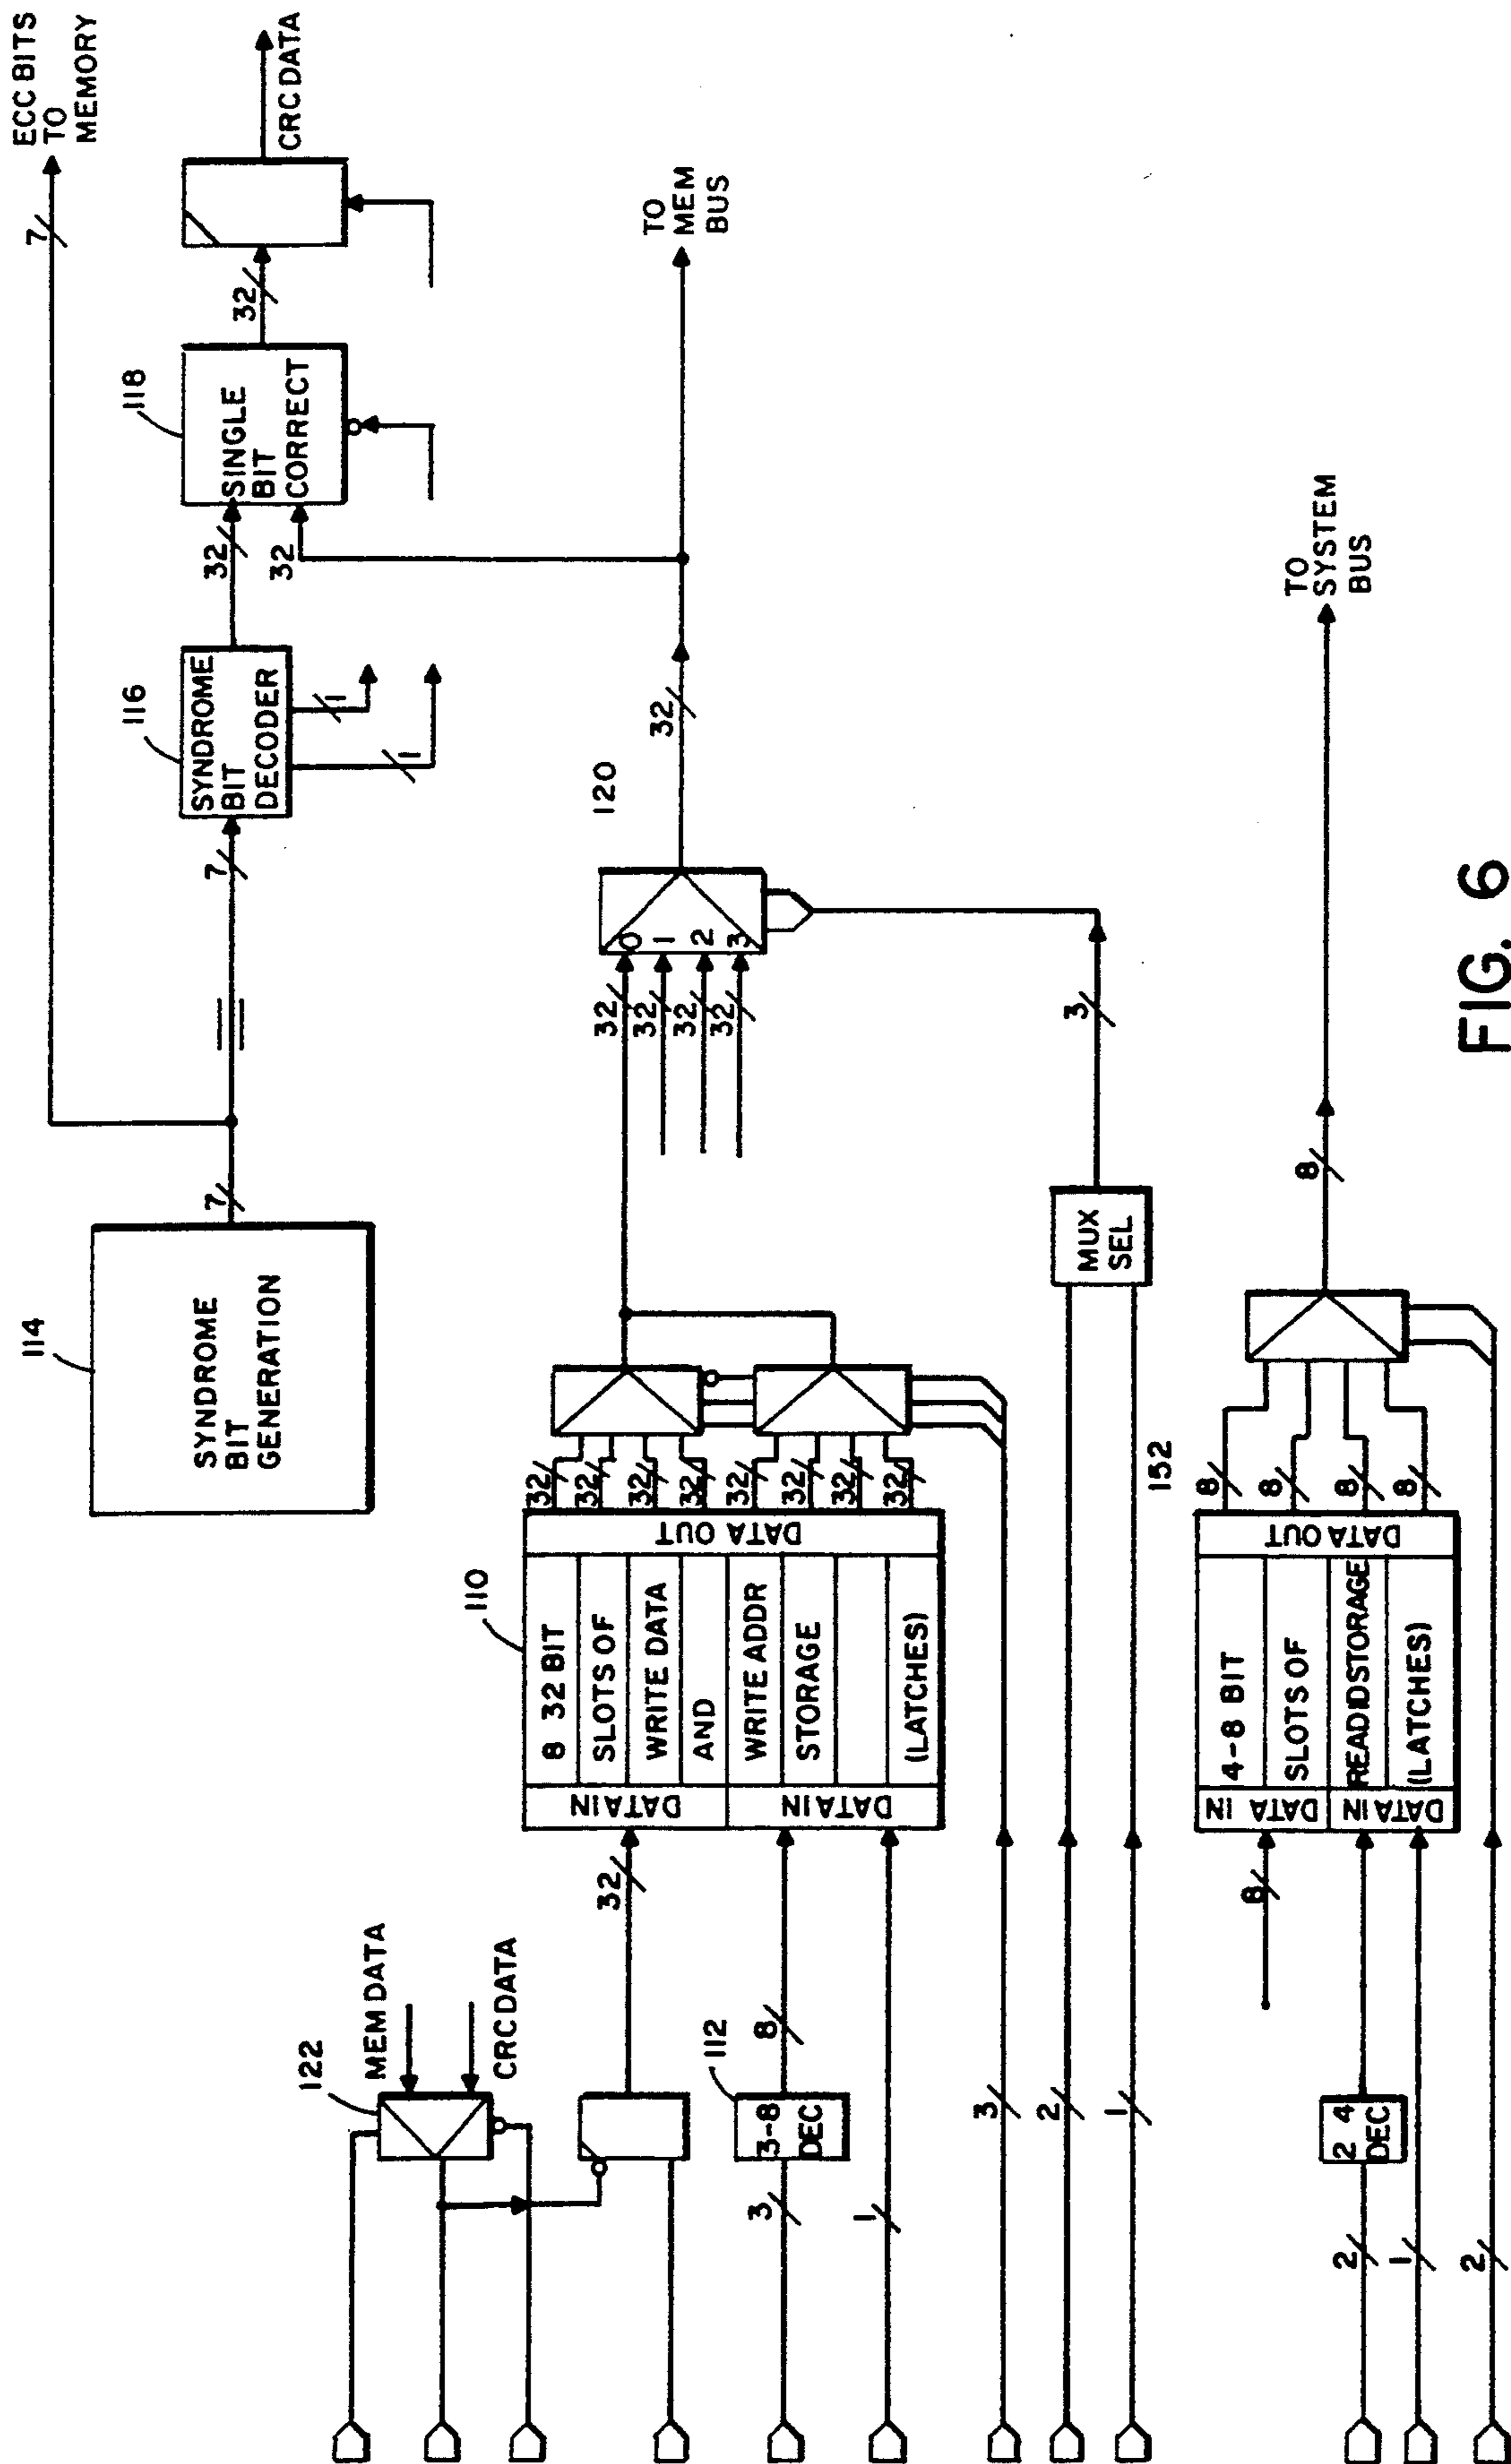 ECC BITS
TO
MEMORY
7
CRC DATA
32
118
SINGLE
BIT
CORRECT
32
32
116
SYNDROME
BIT
DECODER
1
1
7
7
114
SYNDROME
BIT
GENERATION
TO
MEM
BUS
32
120
0
1
2
3
32
32
32
32
3
MUX
SEL
32
32
32
32
32
32
32
32
110
DATA OUT
8 32 BIT
SLOTS OF
WRITE DATA
AND
WRITE ADDR
STORAGE
(LATCHES)
DATA IN
DATA IN
32
8
122
MEM DATA
CRC DATA
112
3-8
DEC
3
1
3
2
1
TO
SYSTEM
BUS
8
152
8
8
8
8
DATA OUT
4-8 BIT
SLOTS OF
READ ID STORAGE
(LATCHES)
DATA IN
DATA IN
8
2 4
DEC
2
1
2
FIG. 6